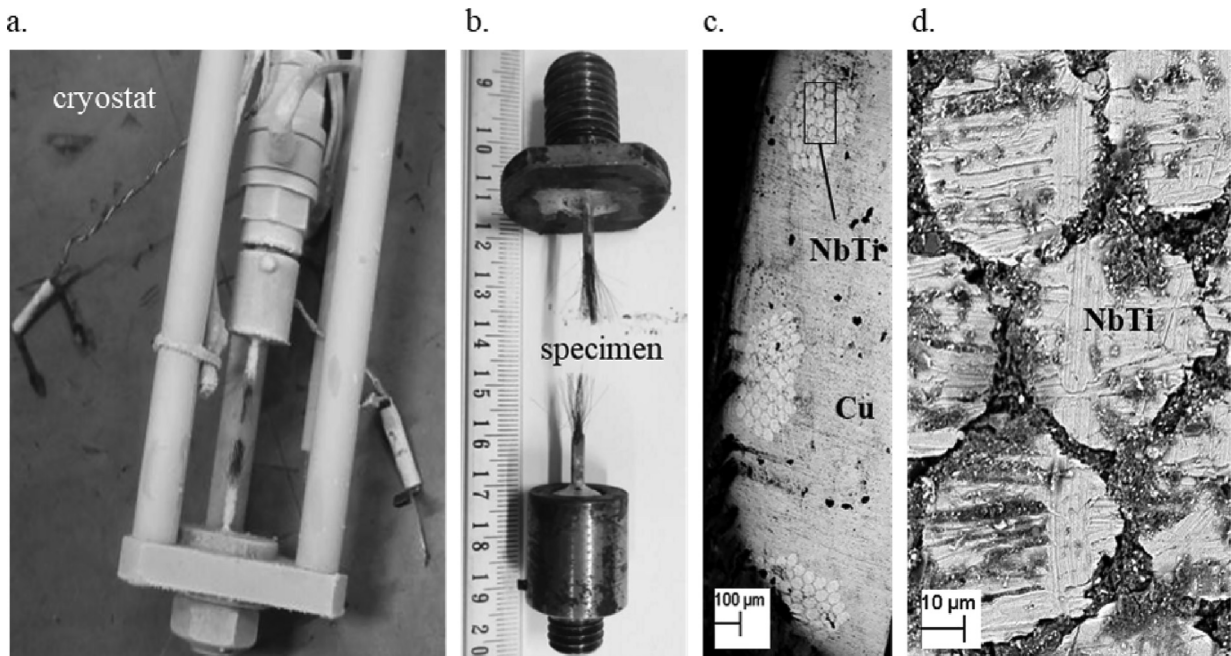 a.
b.
c.
d.
cryostat
specimen
NbTi
Cu
100 µm
NbTi
10 µm
9
10
11
12
13
14
15
16
17
18
19
20